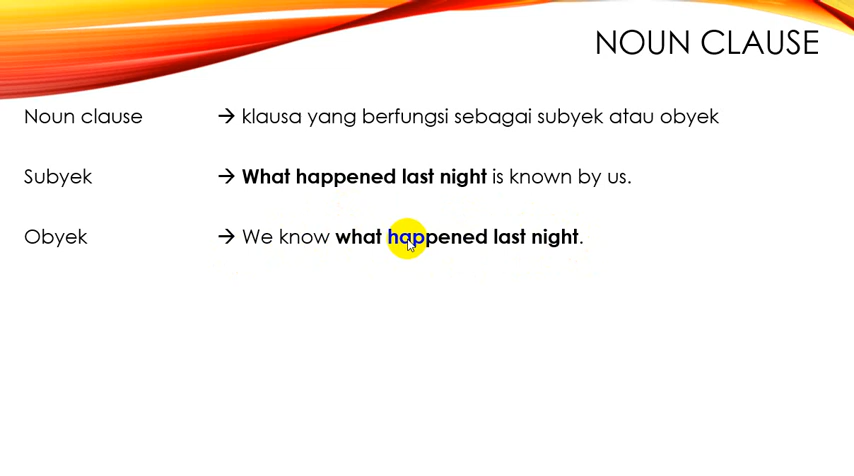 NOUN CLAUSE
Noun clause → klausa yang berfungsi sebagai subyek atau obyek
Subyek → What happened last night is known by us.
Obyek → We know what happened last night.